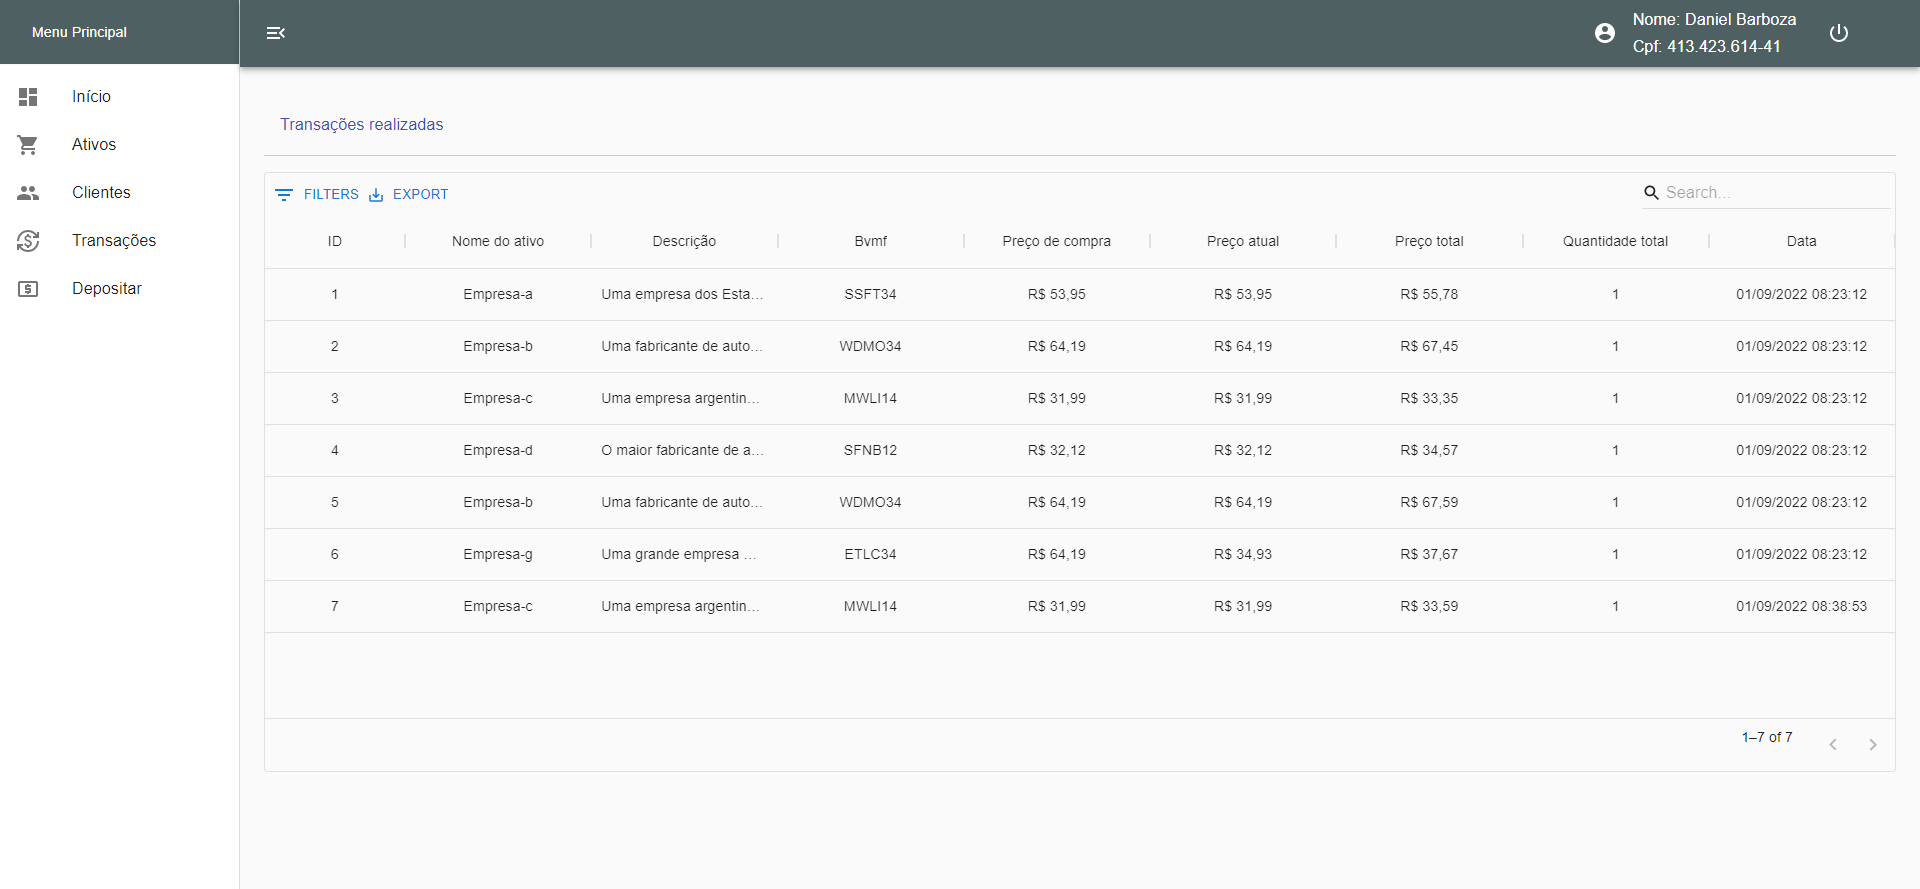 Menu Principal
Nome: Daniel Barboza
Cpf: 413.423.614-41
Início
Ativos
Clientes
Transações
Depositar
Transações realizadas
FILTERS EXPORT Search...
ID Nome do ativo Descrição Bvmf Preço de compra Preço atual Preço total Quantidade total Data
1 Empresa-a Uma empresa dos Esta... SSFT34 R$ 53,95 R$ 53,95 R$ 55,78 1 01/09/2022 08:23:12
2 Empresa-b Uma fabricante de auto... WDMO34 R$ 64,19 R$ 64,19 R$ 67,45 1 01/09/2022 08:23:12
3 Empresa-c Uma empresa argentin... MWLI14 R$ 31,99 R$ 31,99 R$ 33,35 1 01/09/2022 08:23:12
4 Empresa-d O maior fabricante de a... SFNB12 R$ 32,12 R$ 32,12 R$ 34,57 1 01/09/2022 08:23:12
5 Empresa-b Uma fabricante de auto... WDMO34 R$ 64,19 R$ 64,19 R$ 67,59 1 01/09/2022 08:23:12
6 Empresa-g Uma grande empresa ... ETLC34 R$ 64,19 R$ 34,93 R$ 37,67 1 01/09/2022 08:23:12
7 Empresa-c Uma empresa argentin... MWLI14 R$ 31,99 R$ 31,99 R$ 33,59 1 01/09/2022 08:38:53
1–7 of 7